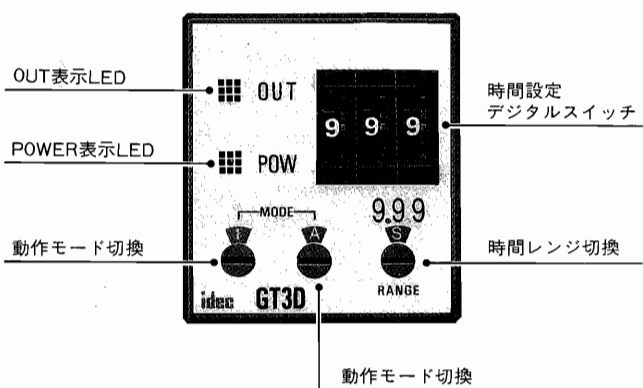 OUT表示LED
OUT
時間設定
デジタルスイッチ
9 9 9
POWER表示LED
POW
9.9.9
MODE
A
S
動作モード切換
時間レンジ切換
RANGE
idec GT3D
動作モード切換